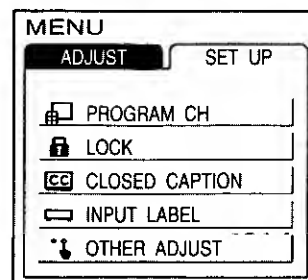 MENU
ADJUST SET UP
PROGRAM CH
LOCK
CC CLOSED CAPTION
INPUT LABEL
OTHER ADJUST